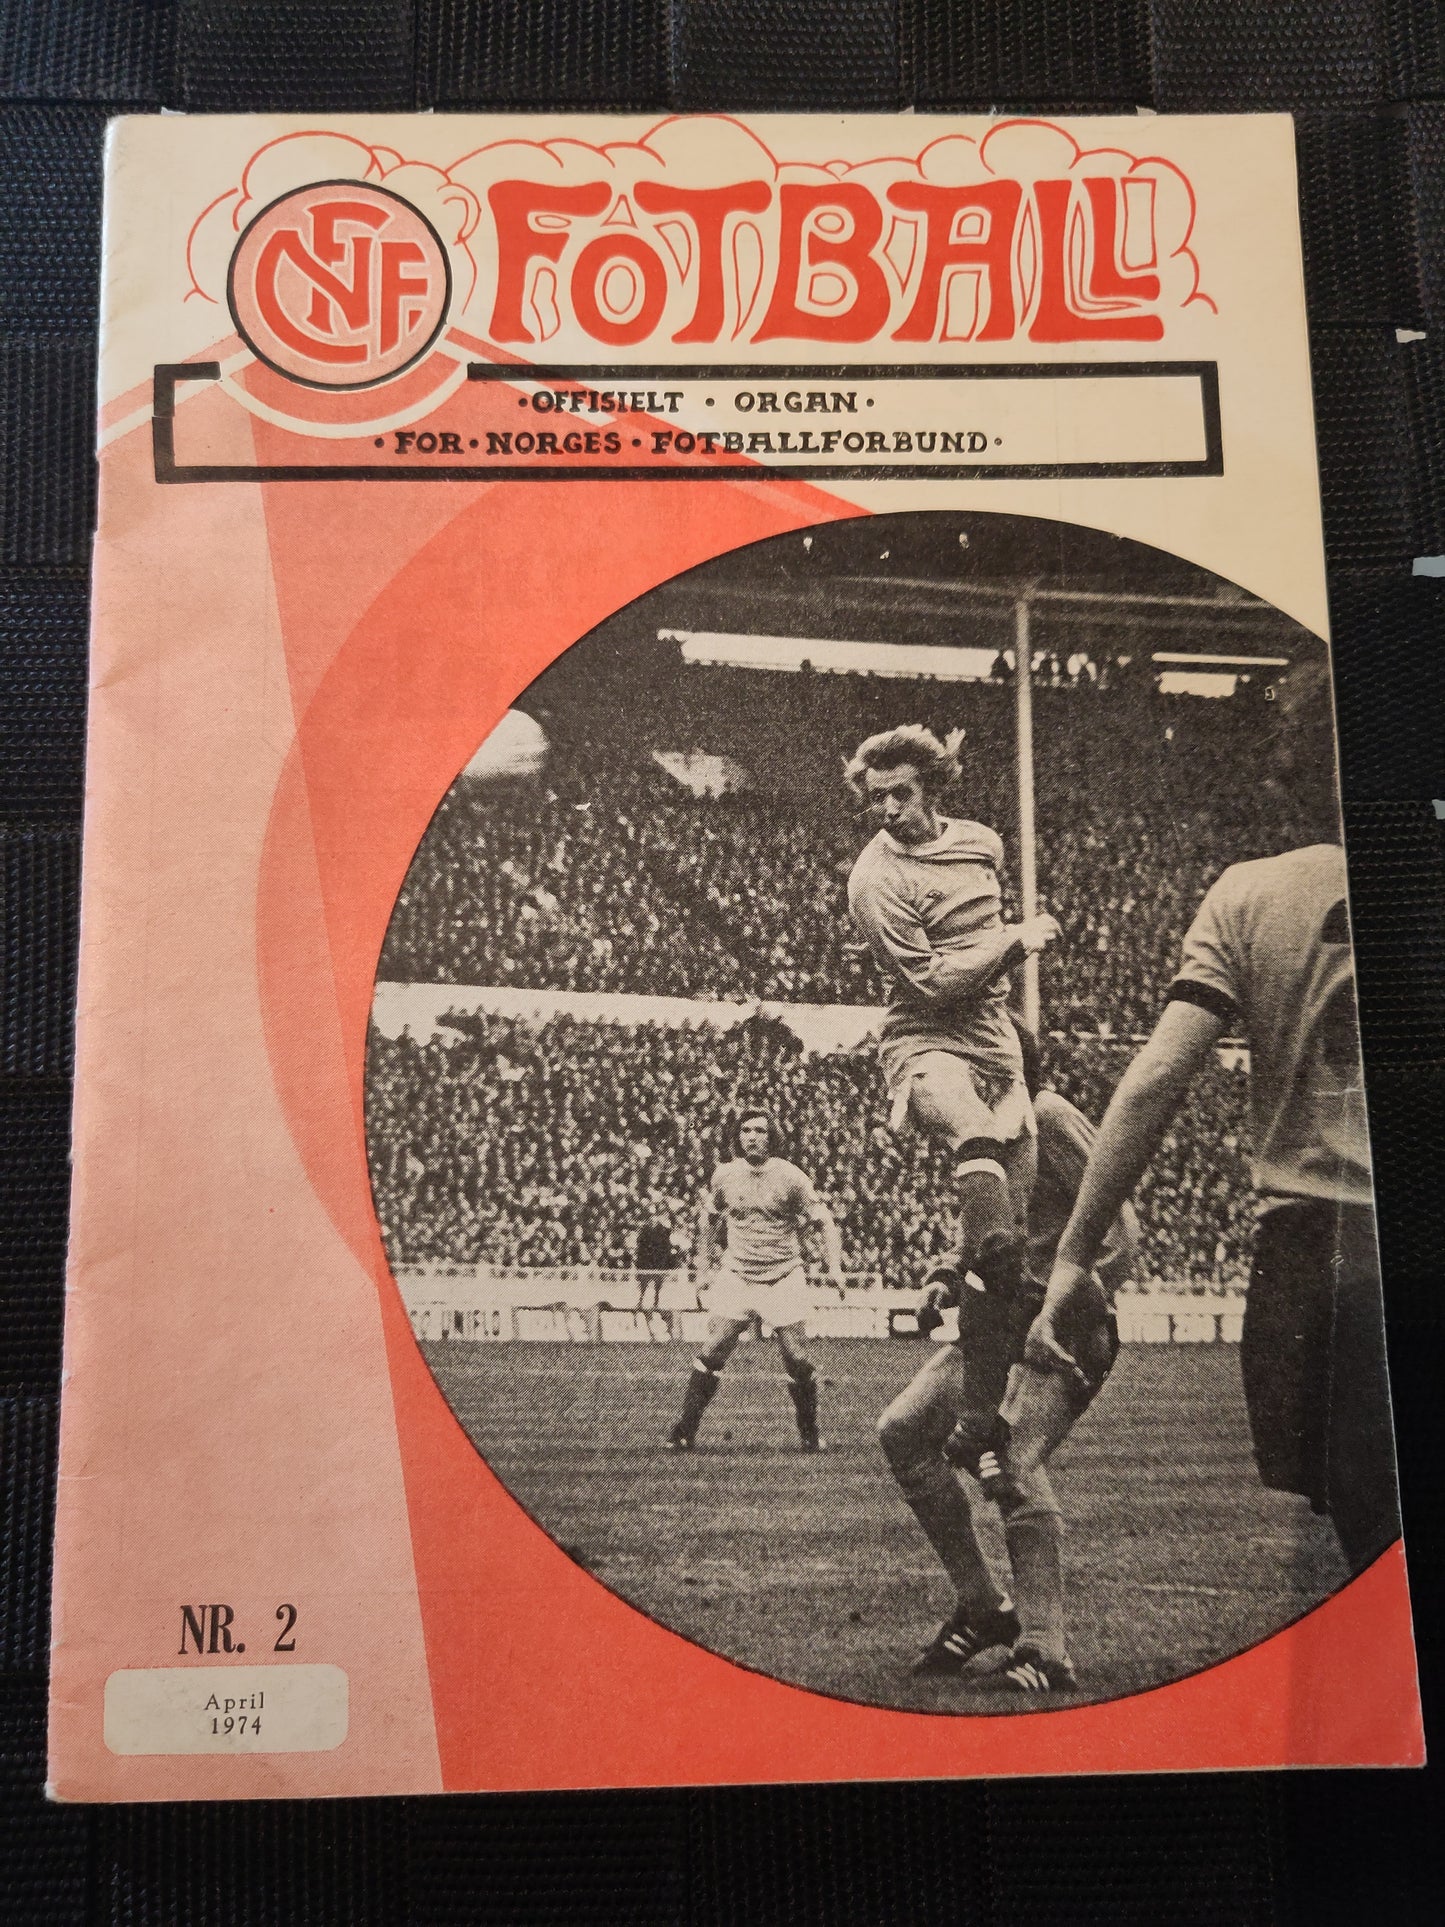 NFF
FOTBALL
·OFFISIELT · ORGAN·
· FOR · NORGES · FOTBALLFORBUND·
NR. 2
April
1974